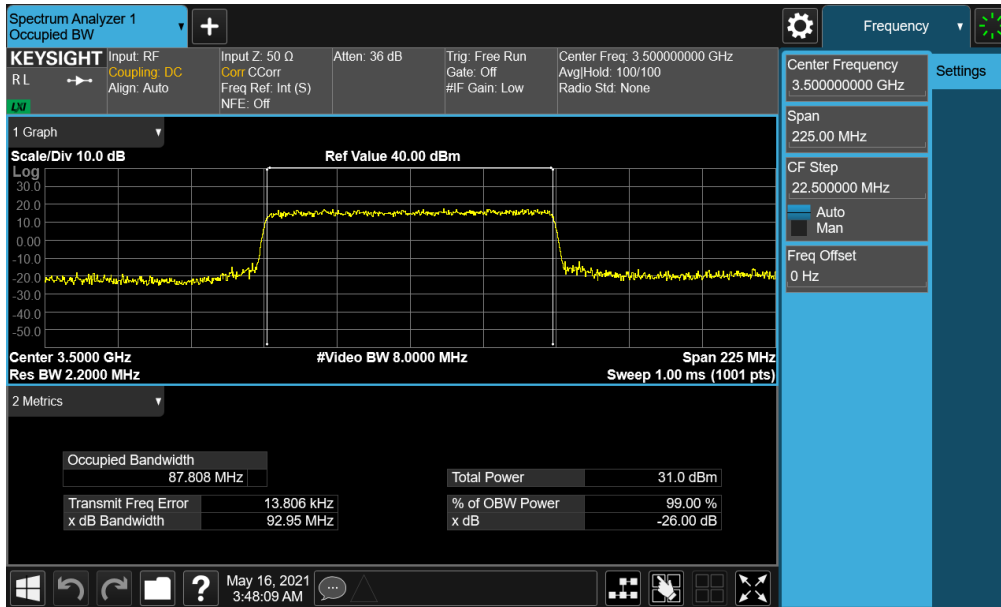 Spectrum Analyzer 1
Occupied BW
+
Frequency
KEYSIGHT
RL
LXI
Input: RF
Coupling: DC
Align: Auto
Input Z: 50 Ω
Corr CCorr
Freq Ref: Int (S)
NFE: Off
Atten: 36 dB
Trig: Free Run
Gate: Off
#IF Gain: Low
Center Freq: 3.500000000 GHz
Avg|Hold: 100/100
Radio Std: None
Center Frequency
3.500000000 GHz
Settings
Span
225.00 MHz
CF Step
22.500000 MHz
Auto
Man
Freq Offset
0 Hz
1 Graph
Scale/Div 10.0 dB
Ref Value 40.00 dBm
Log
30.0
20.0
10.0
0.00
-10.0
-20.0
-30.0
-40.0
-50.0
Center 3.5000 GHz
#Video BW 8.0000 MHz
Span 225 MHz
Res BW 2.2000 MHz
Sweep 1.00 ms (1001 pts)
2 Metrics
Occupied Bandwidth
87.808 MHz
Total Power 31.0 dBm
Transmit Freq Error 13.806 kHz
% of OBW Power 99.00 %
x dB Bandwidth 92.95 MHz
x dB -26.00 dB
?
May 16, 2021
3:48:09 AM